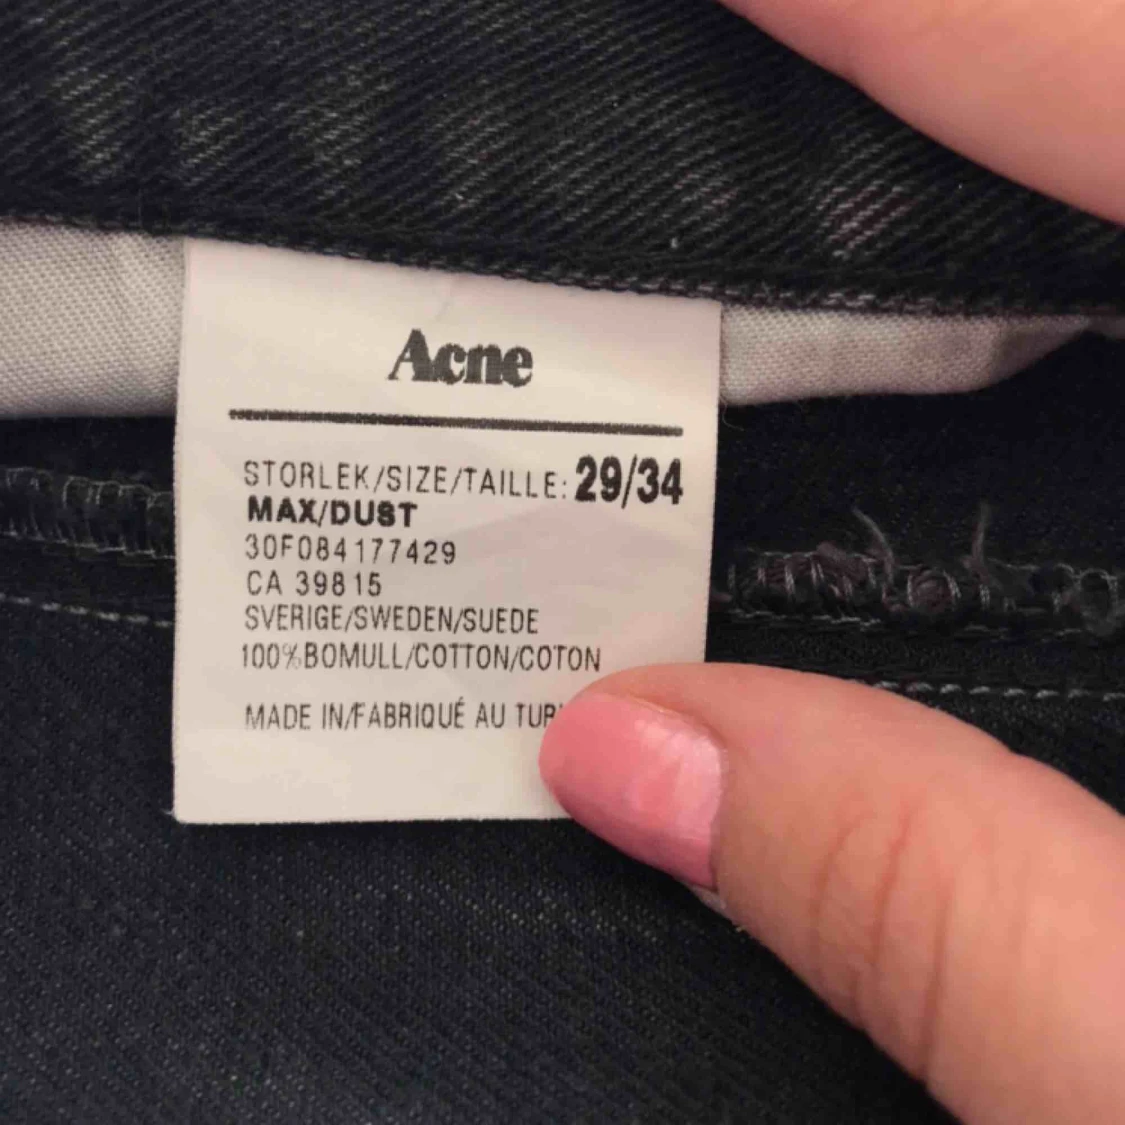 Acne
STORLEK/SIZE/TAILLE: 29/34
MAX/DUST
30F084177429
CA 39815
SVERIGE/SWEDEN/SUEDE
100%BOMULL/COTTON/COTON
MADE IN/FABRIQUÉ AU